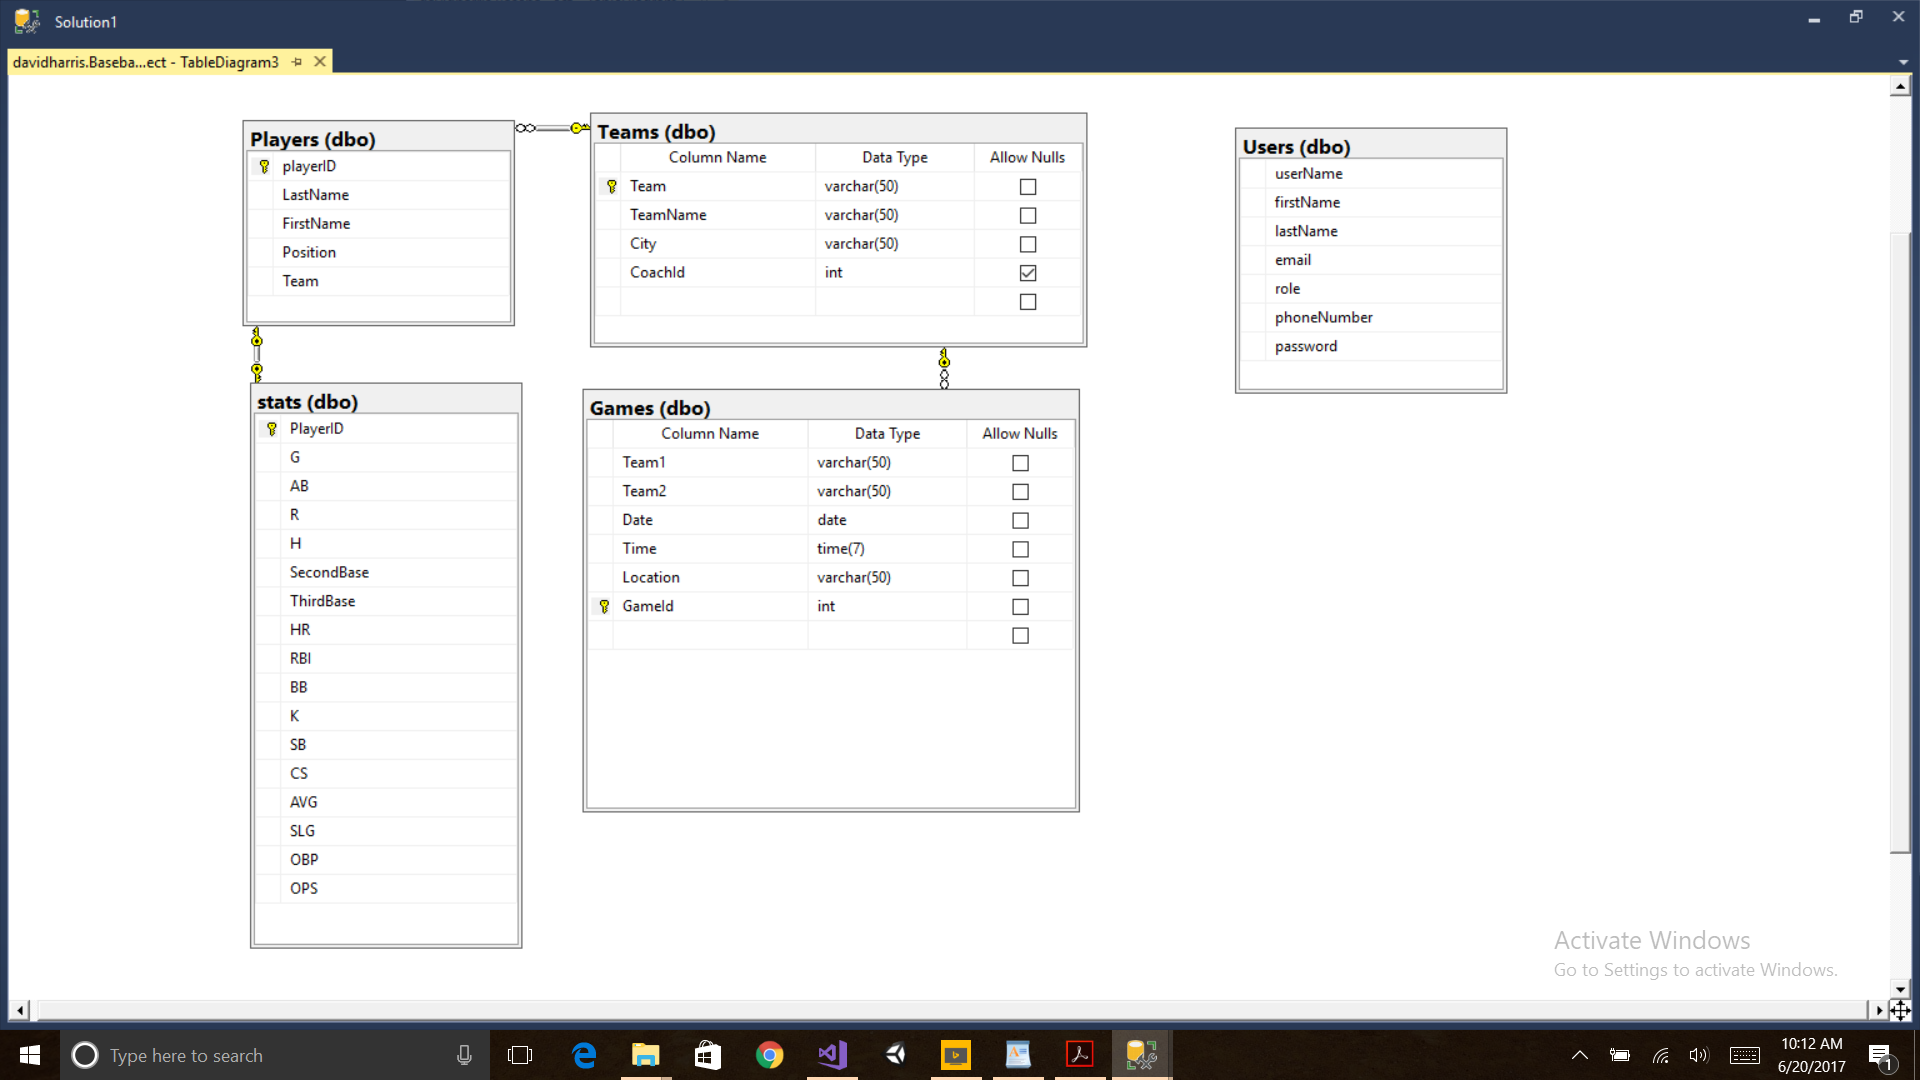 Solution1
davidharris.Baseba...ect - TableDiagram3
Players (dbo)
playerID
LastName
FirstName
Position
Team
Teams (dbo)
Column Name Data Type Allow Nulls
Team varchar(50)
TeamName varchar(50)
City varchar(50)
CoachId int
Users (dbo)
userName
firstName
lastName
email
role
phoneNumber
password
stats (dbo)
PlayerID
G
AB
R
H
SecondBase
ThirdBase
HR
RBI
BB
K
SB
CS
AVG
SLG
OBP
OPS
Games (dbo)
Column Name Data Type Allow Nulls
Team1 varchar(50)
Team2 varchar(50)
Date date
Time time(7)
Location varchar(50)
GameId int
Activate Windows
Go to Settings to activate Windows.
Type here to search
10:12 AM
6/20/2017
1